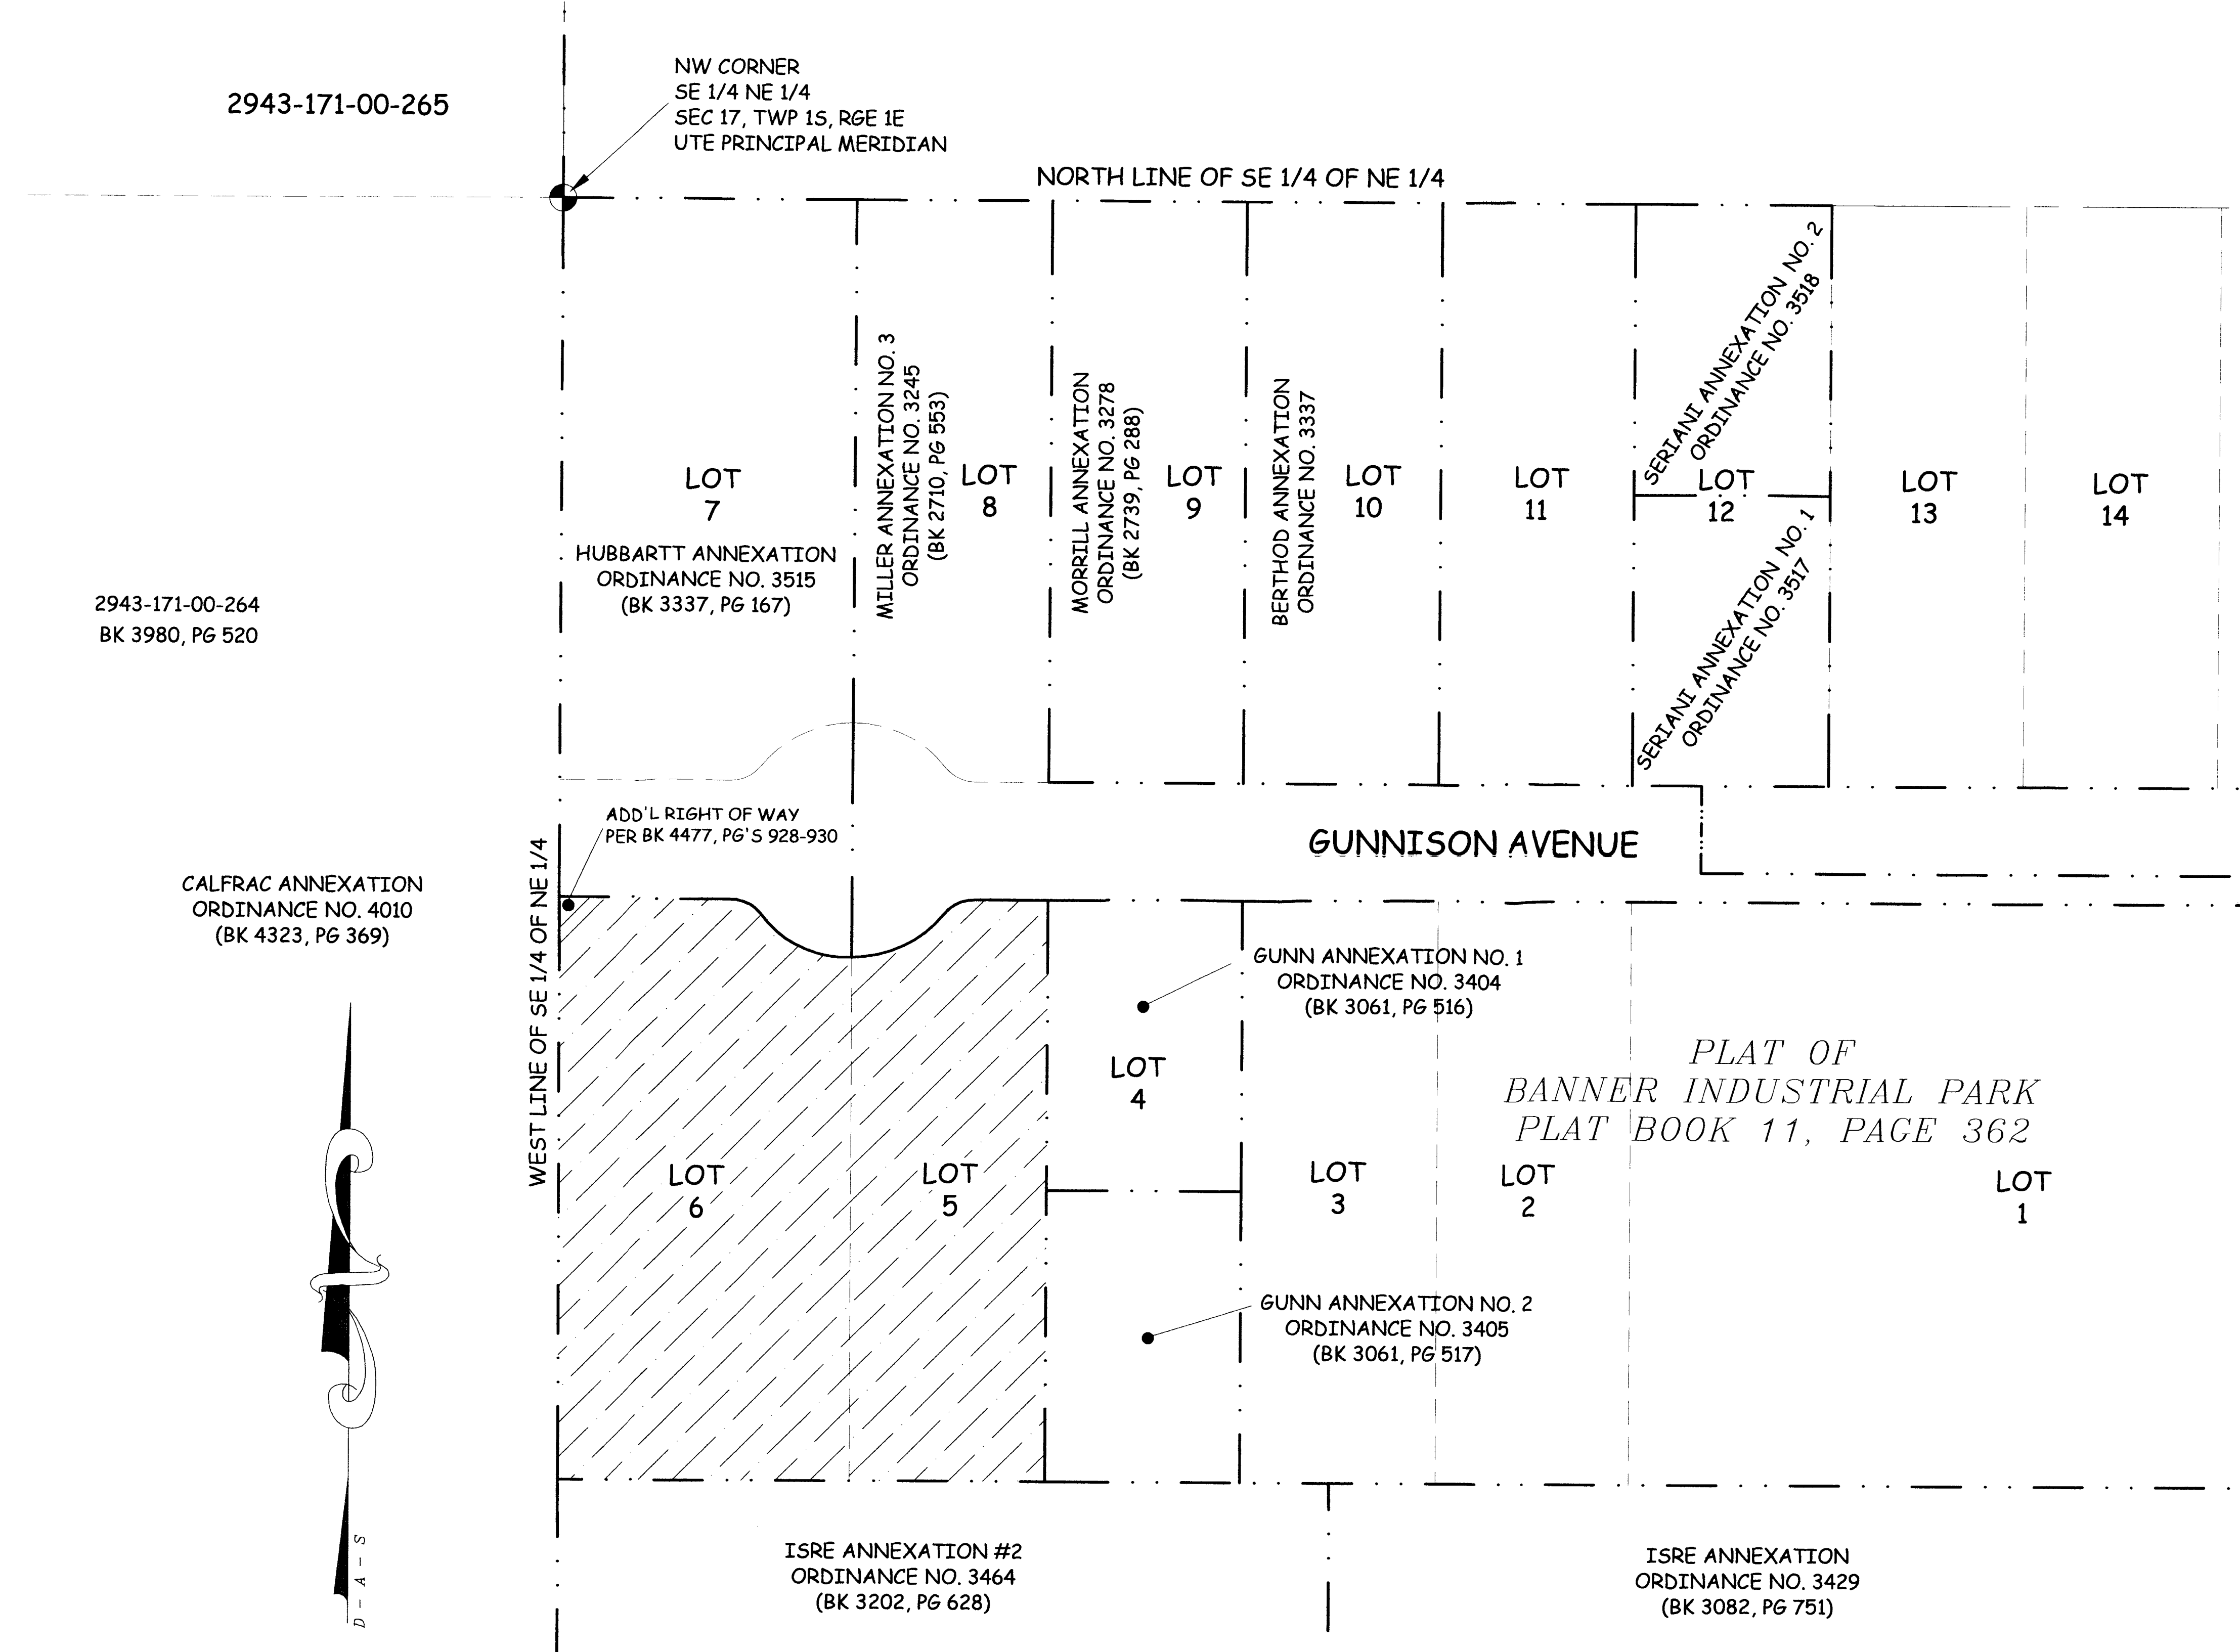 2943-171-00-265
NW CORNER
SE 1/4 NE 1/4
SEC 17, TWP 1S, RGE 1E
UTE PRINCIPAL MERIDIAN
NORTH LINE OF SE 1/4 OF NE 1/4
LOT
7
HUBBARTT ANNEXATION
ORDINANCE NO. 3515
(BK 3337, PG 167)
MILLER ANNEXATION NO. 3
ORDINANCE NO. 3245
(BK 2710, PG 553)
LOT
8
MORRILL ANNEXATION
ORDINANCE NO. 3278
(BK 2739, PG 288)
LOT
9
BERTHOD ANNEXATION
ORDINANCE NO. 3337
LOT
10
LOT
11
SERIANI ANNEXATION NO. 2
ORDINANCE NO. 3518
LOT
12
SERIANI ANNEXATION NO. 1
ORDINANCE NO. 3517
LOT
13
LOT
14
2943-171-00-264
BK 3980, PG 520
ADD'L RIGHT OF WAY
PER BK 4477, PG'S 928-930
GUNNISON AVENUE
CALFRAC ANNEXATION
ORDINANCE NO. 4010
(BK 4323, PG 369)
WEST LINE OF SE 1/4 OF NE 1/4
GUNN ANNEXATION NO. 1
ORDINANCE NO. 3404
(BK 3061, PG 516)
LOT
4
PLAT OF
BANNER INDUSTRIAL PARK
PLAT BOOK 11, PAGE 362
LOT
6
LOT
5
LOT
3
LOT
2
LOT
1
GUNN ANNEXATION NO. 2
ORDINANCE NO. 3405
(BK 3061, PG 517)
D-A-S
ISRE ANNEXATION #2
ORDINANCE NO. 3464
(BK 3202, PG 628)
ISRE ANNEXATION
ORDINANCE NO. 3429
(BK 3082, PG 751)